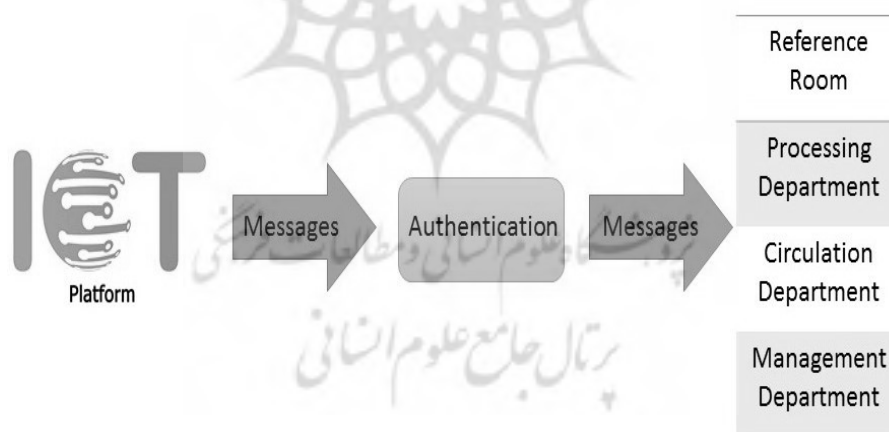 IOT
Platform
Messages
Authentication
Messages
Reference
Room
Processing
Department
Circulation
Department
Management
Department
پژوهشگاه علوم انسانی و مطالعات فرهنگی
پرتال جامع علوم انسانی